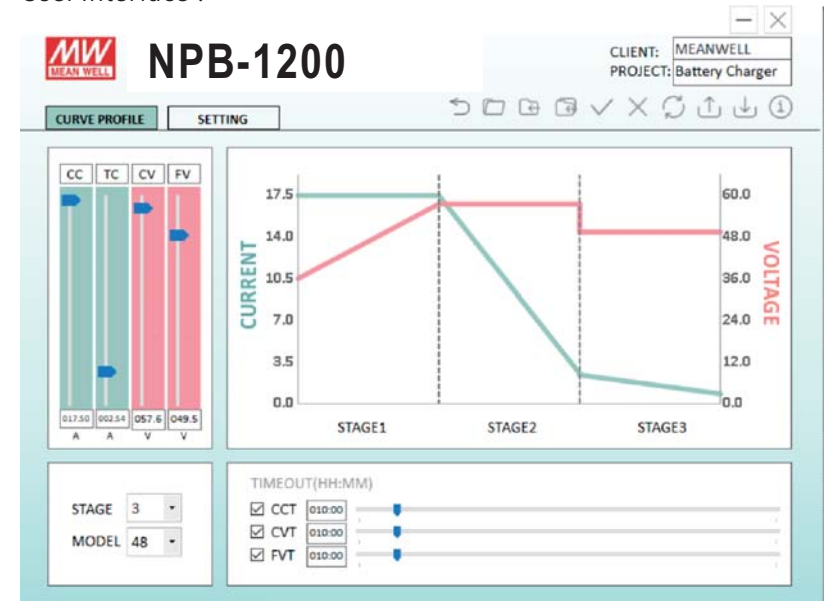 User Interface :
MW
MEAN WELL
NPB-1200
CLIENT: MEANWELL
PROJECT: Battery Charger
CURVE PROFILE SETTING
CC TC CV FV
017.50 002.54 057.6 049.5
A A V V
CURRENT
17.5
14.0
10.5
7.0
3.5
0.0
60.0
48.0
36.0
24.0
12.0
0.0
VOLTAGE
STAGE1 STAGE2 STAGE3
STAGE 3
MODEL 48
TIMEOUT(HH:MM)
CCT 010:00
CVT 010:00
FVT 010:00